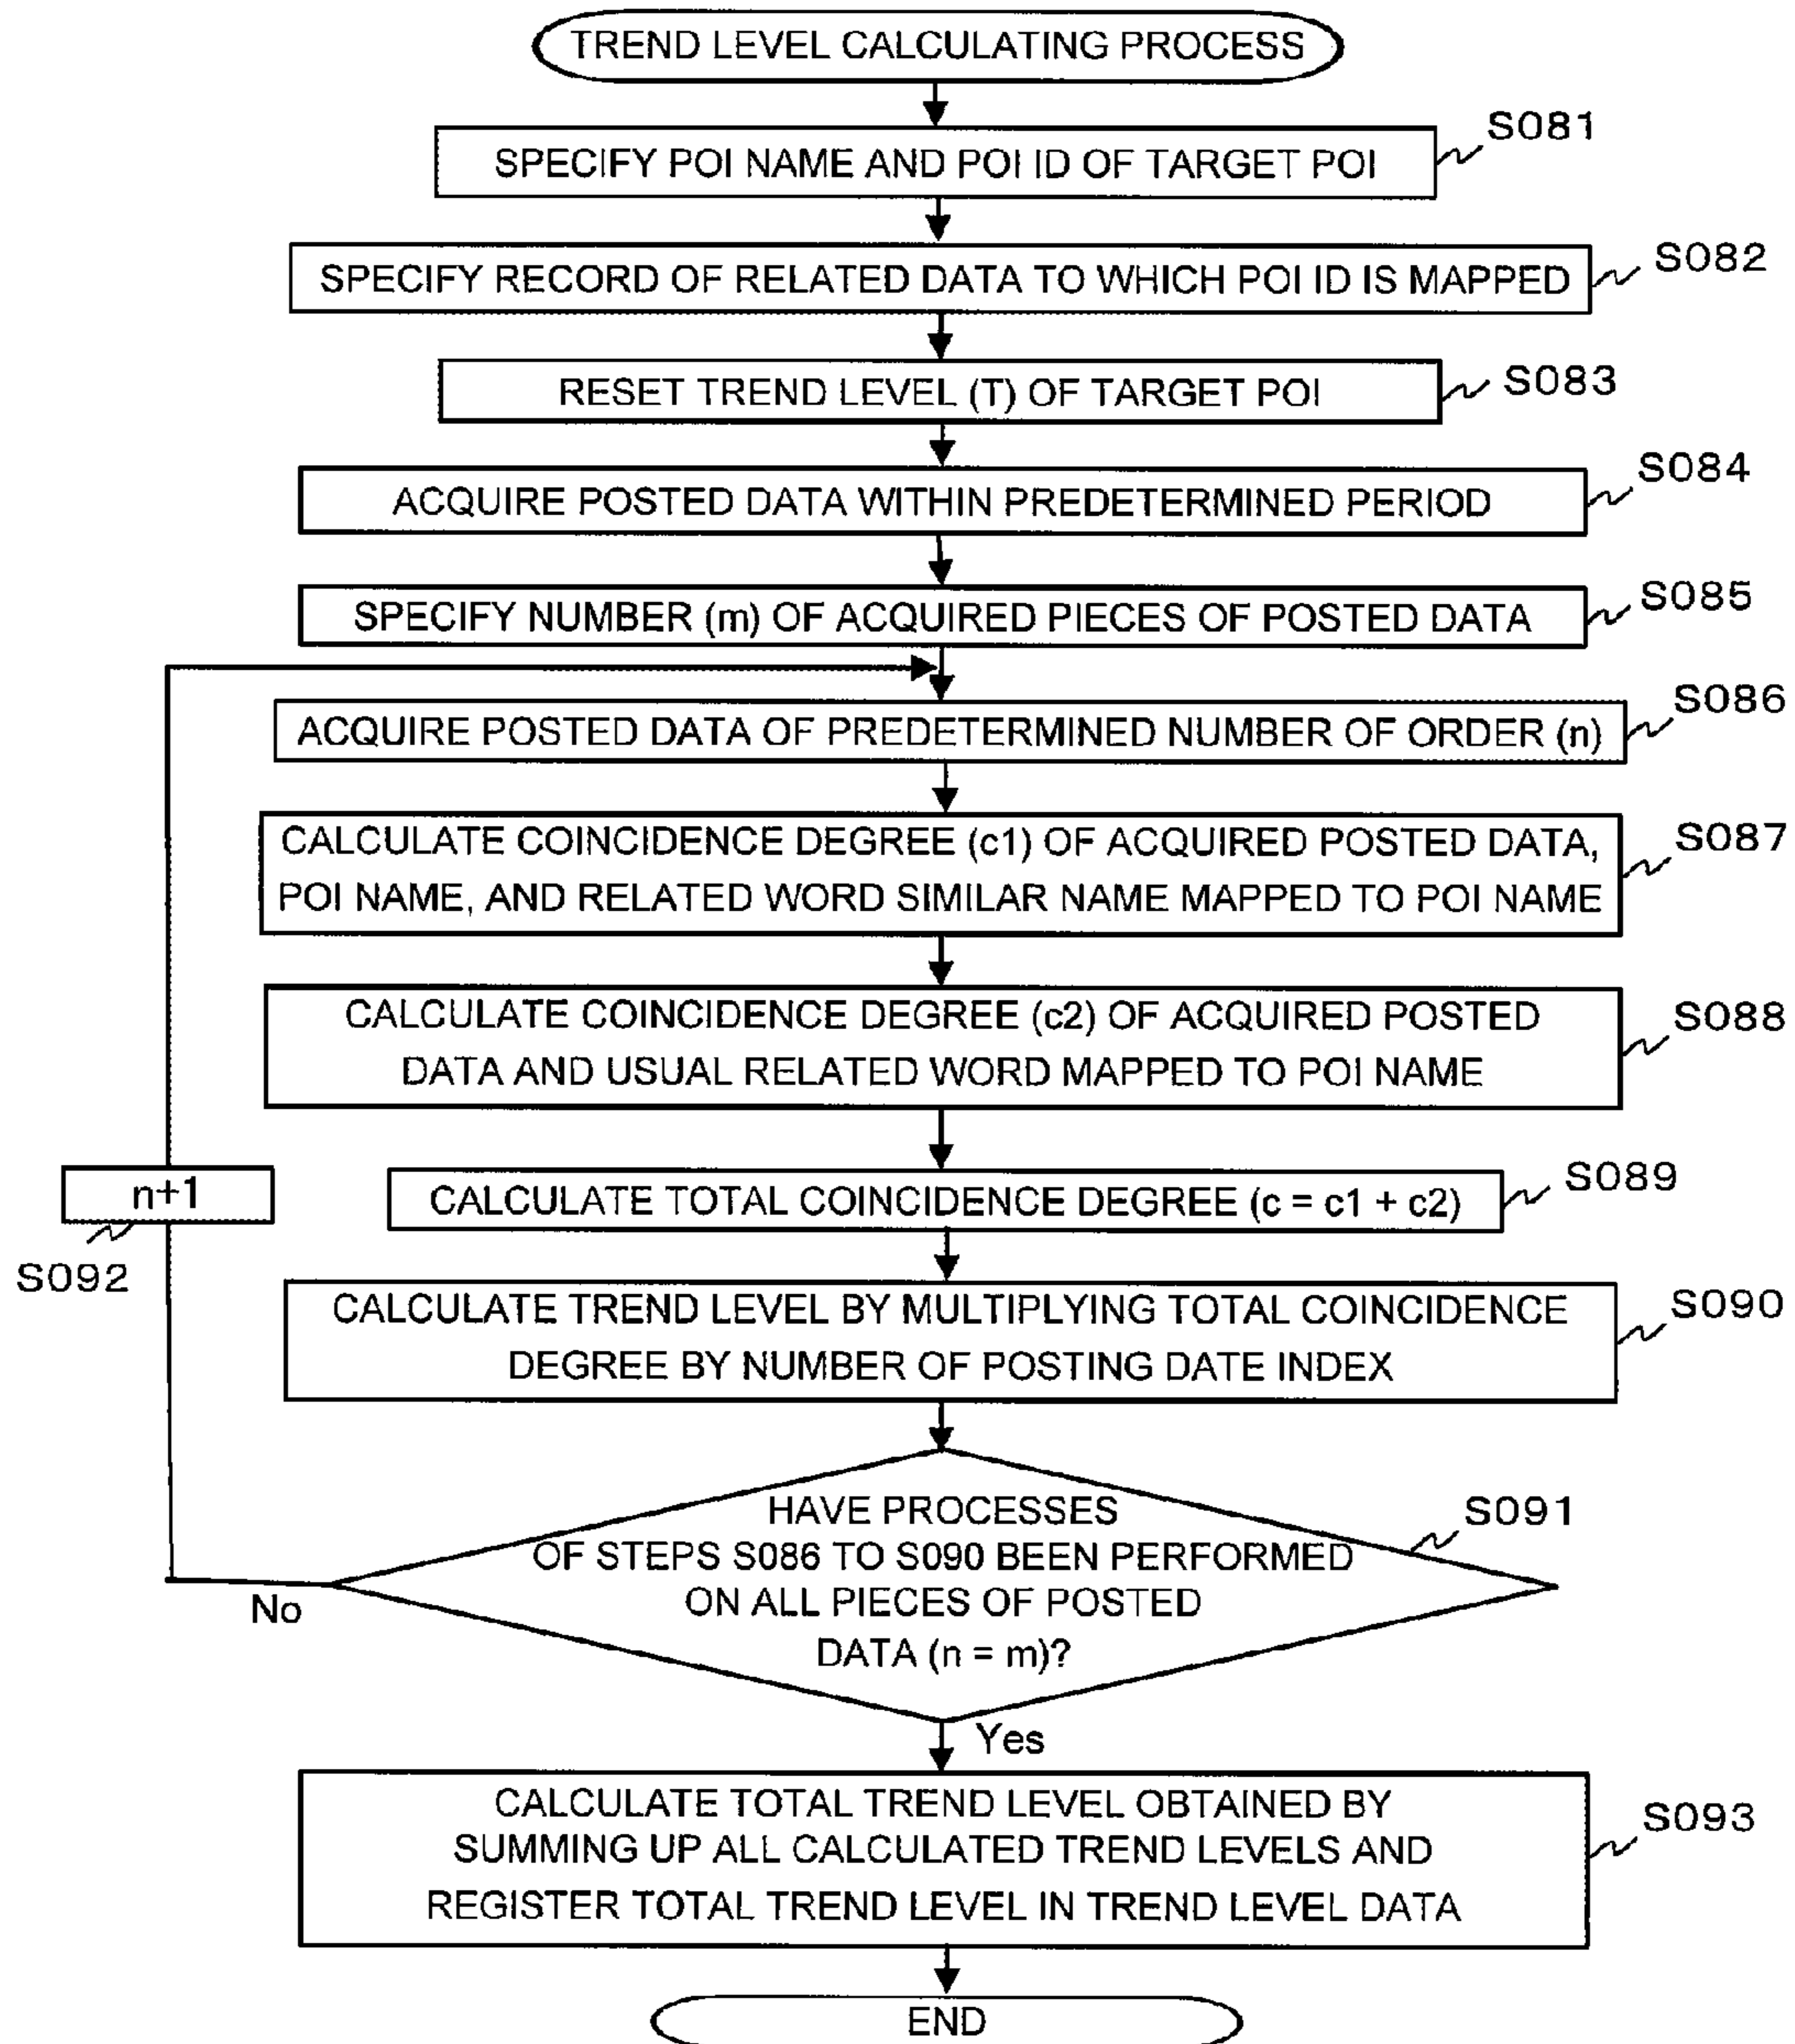 TREND LEVEL CALCULATING PROCESS
S081
SPECIFY POI NAME AND POI ID OF TARGET POI
S082
SPECIFY RECORD OF RELATED DATA TO WHICH POI ID IS MAPPED
S083
RESET TREND LEVEL (T) OF TARGET POI
S084
ACQUIRE POSTED DATA WITHIN PREDETERMINED PERIOD
S085
SPECIFY NUMBER (m) OF ACQUIRED PIECES OF POSTED DATA
S086
ACQUIRE POSTED DATA OF PREDETERMINED NUMBER OF ORDER (n)
S087
CALCULATE COINCIDENCE DEGREE (c1) OF ACQUIRED POSTED DATA,
POI NAME, AND RELATED WORD SIMILAR NAME MAPPED TO POI NAME
S088
CALCULATE COINCIDENCE DEGREE (c2) OF ACQUIRED POSTED
DATA AND USUAL RELATED WORD MAPPED TO POI NAME
S089
CALCULATE TOTAL COINCIDENCE DEGREE (c = c1 + c2)
n+1
S092
S090
CALCULATE TREND LEVEL BY MULTIPLYING TOTAL COINCIDENCE
DEGREE BY NUMBER OF POSTING DATE INDEX
S091
HAVE PROCESSES
OF STEPS S086 TO S090 BEEN PERFORMED
ON ALL PIECES OF POSTED
DATA (n = m)?
No
Yes
S093
CALCULATE TOTAL TREND LEVEL OBTAINED BY
SUMMING UP ALL CALCULATED TREND LEVELS AND
REGISTER TOTAL TREND LEVEL IN TREND LEVEL DATA
END